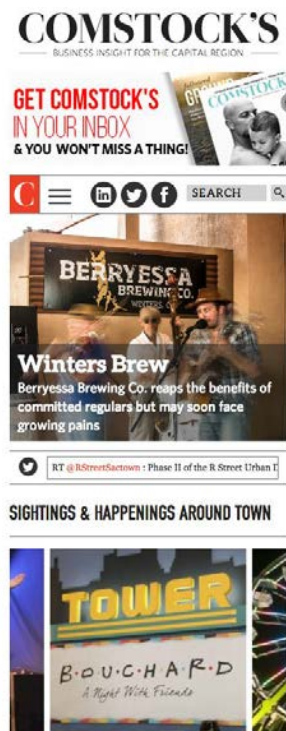 COMSTOCK'S
BUSINESS INSIGHT FOR THE CAPITAL REGION
GET COMSTOCK'S
IN YOUR INBOX
& YOU WON'T MISS A THING!
COMSTOCK'S
C
in
f
SEARCH
BERRYESSA
BREWING CO.
WINTERS, C
Winters Brew
Berryessa Brewing Co. reaps the benefits of
committed regulars but may soon face
growing pains
RT @RStreetSactown : Phase II of the R Street Urban D
SIGHTINGS & HAPPENINGS AROUND TOWN
TOWER
B·O·U·C·H·A·R·D
A Night With Friends